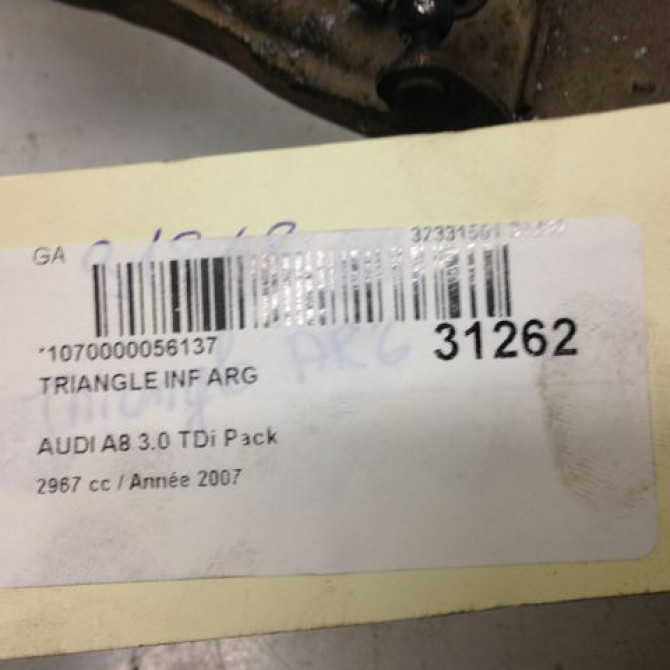 GA
*1070000056137
31262
TRIANGLE INF ARG
AUDI A8 3.0 TDi Pack
2967 cc / Année 2007